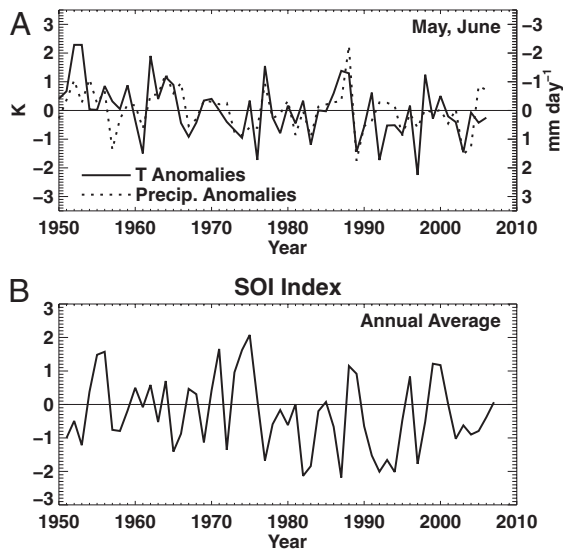 A
May, June
3
2
1
0
−1
−2
−3
K
−3
−2
−1
0
1
2
3
mm day−1
T Anomalies
Precip. Anomalies
1950 1960 1970 1980 1990 2000 2010
Year
B
SOI Index
Annual Average
3
2
1
0
−1
−2
−3
1950 1960 1970 1980 1990 2000 2010
Year